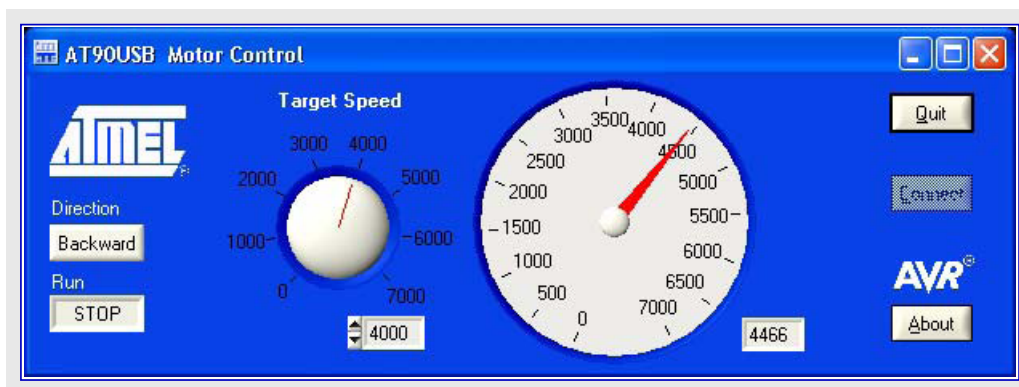 AT90USB Motor Control
ATMEL®
Direction
Backward
Run
STOP
Target Speed
0
1000
2000
3000
4000
5000
6000
7000
4000
0
500
1000
1500
2000
2500
3000
3500
4000
4500
5000
5500
6000
6500
7000
4466
Quit
Connect
AVR®
About